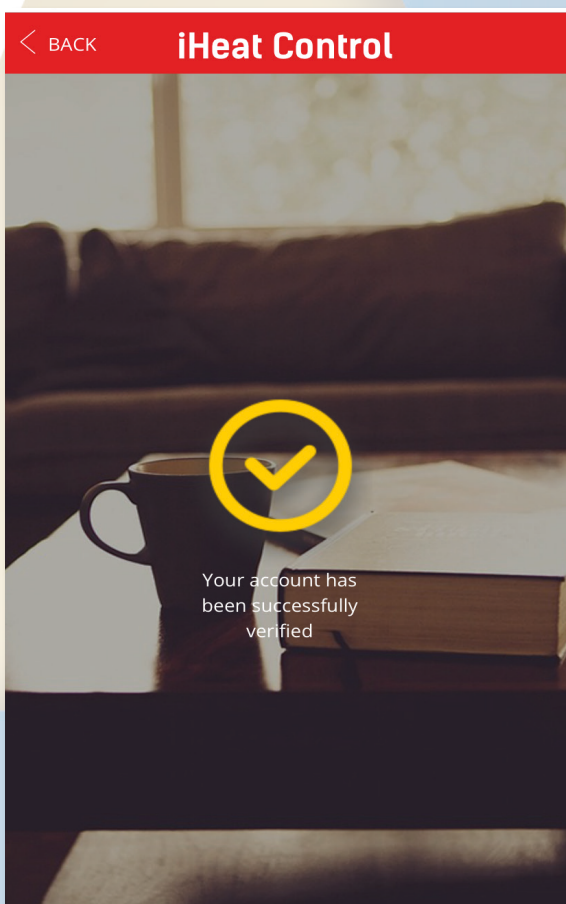 BACK
iHeat Control
Your account has
been successfully
verified